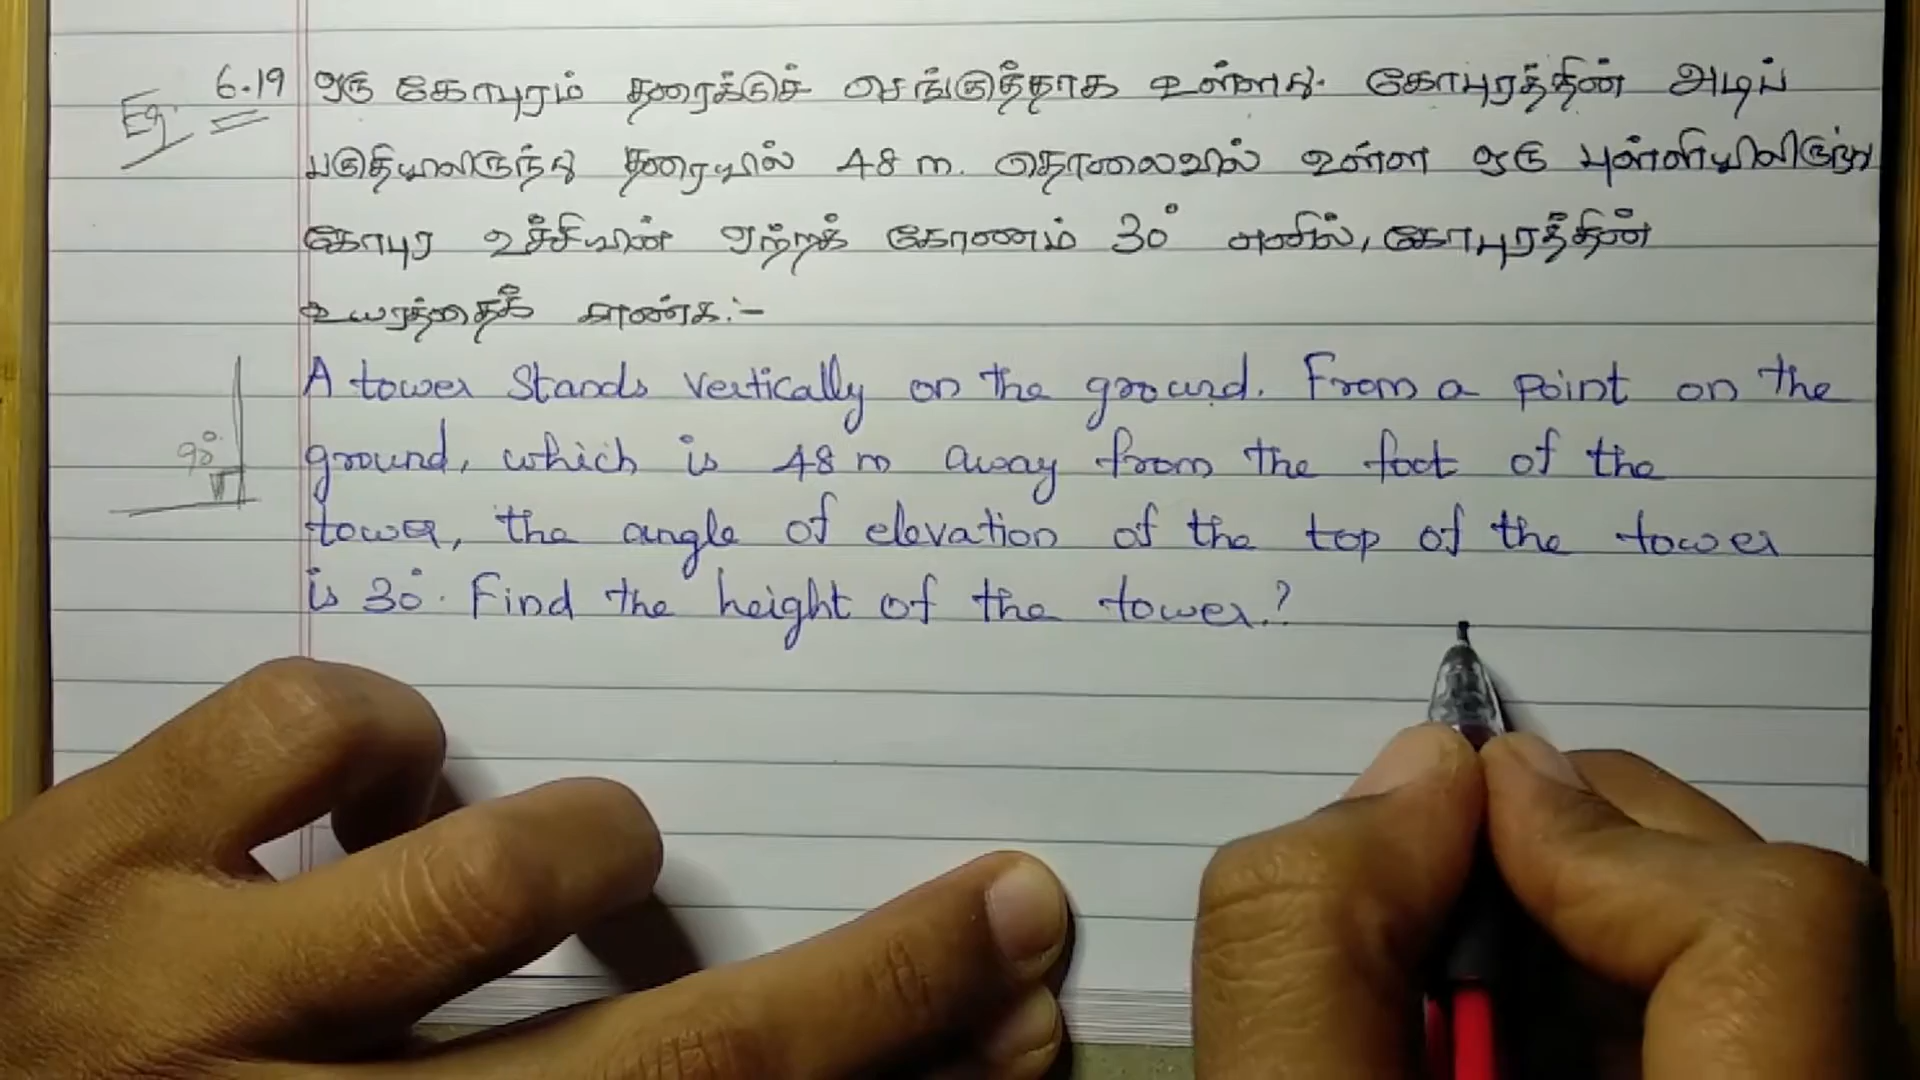 Eg: 6.19 ஒரு கோபுரம் தரைக்குச் செங்குத்தாக உள்ளது. கோபுரத்தின் அடிப்
பகுதியிலிருந்து தரையில் 48 m. தொலைவில் உள்ள ஒரு புள்ளியிலிருந்து
கோபுர உச்சியின் ஏற்றக் கோணம் 30° எனில், கோபுரத்தின்
உயரத்தைக் காண்க:-
A tower Stands vertically on the ground. From a point on the
ground, which is 48 m away from the foot of the
tower, the angle of elevation of the top of the tower
is 30°. Find the height of the tower.?
90°